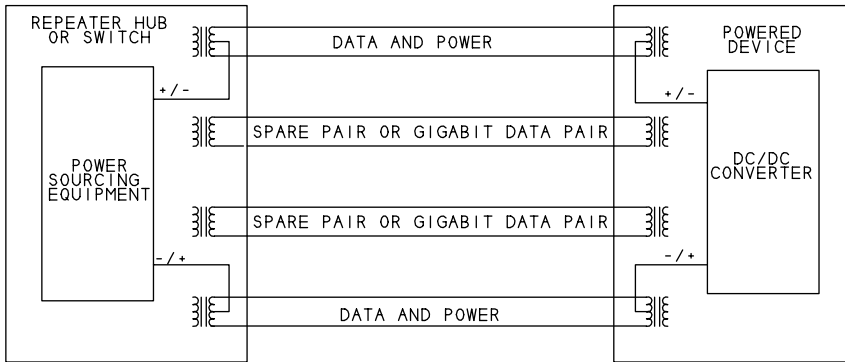 REPEATER HUB
OR SWITCH
DATA AND POWER
POWERED
DEVICE
+/-
+/-
SPARE PAIR OR GIGABIT DATA PAIR
POWER
SOURCING
EQUIPMENT
DC/DC
CONVERTER
SPARE PAIR OR GIGABIT DATA PAIR
-/+
-/+
DATA AND POWER